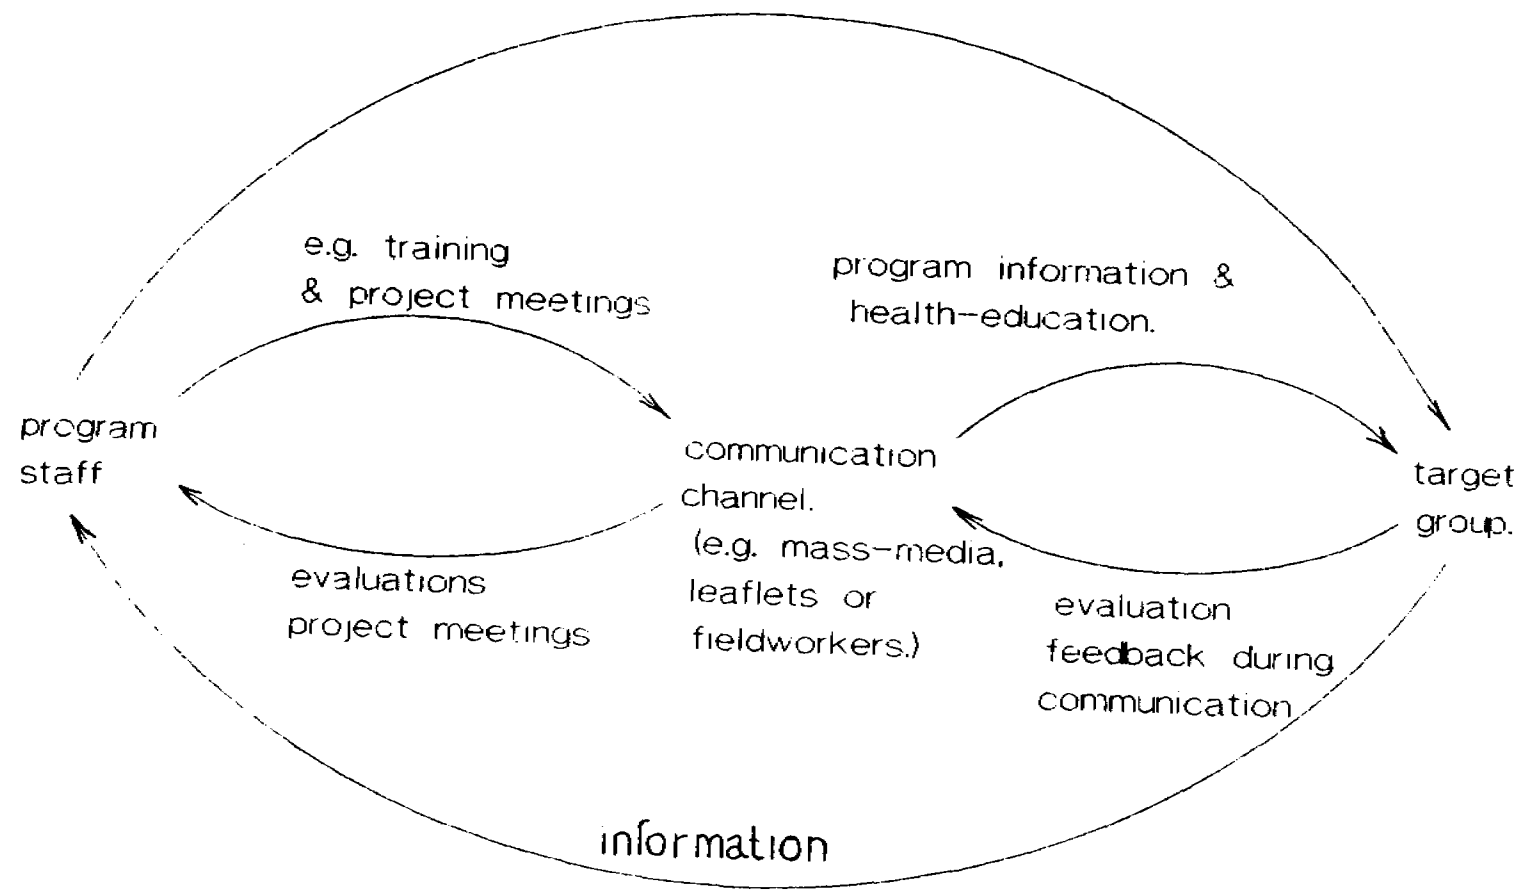 e.g. training
& project meetings
program information &
health-education.
program
staff
communication
channel.
(e.g. mass-media,
leaflets or
fieldworkers.)
target
group.
evaluations
project meetings
evaluation
feedback during
communication
information